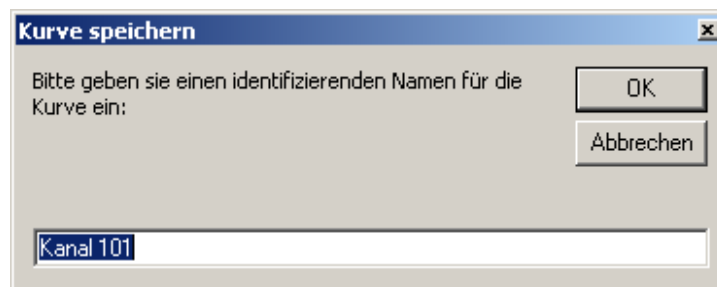 Kurve speichern
Bitte geben sie einen identifizierenden Namen für die
Kurve ein:
OK
Abbrechen
Kanal 101